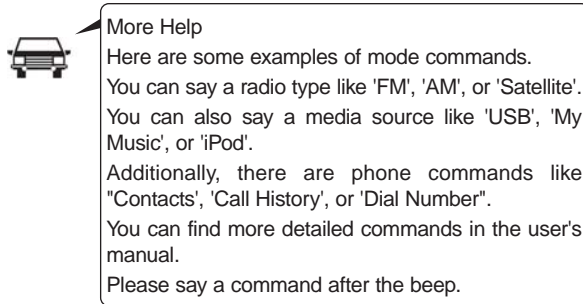 More Help
Here are some examples of mode commands.
You can say a radio type like 'FM', 'AM', or 'Satellite'.
You can also say a media source like 'USB', 'My
Music', or 'iPod'.
Additionally, there are phone commands like
"Contacts', 'Call History', or 'Dial Number".
You can find more detailed commands in the user's
manual.
Please say a command after the beep.